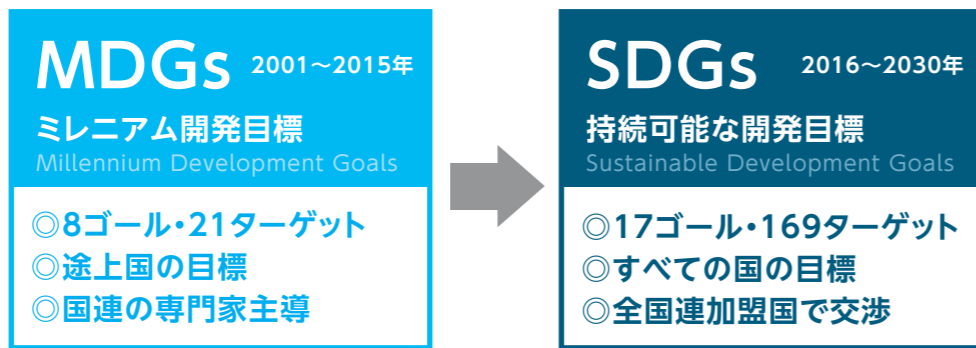 MDGs 2001〜2015年
ミレニアム開発目標
Millennium Development Goals
◎8ゴール・21ターゲット
◎途上国の目標
◎国連の専門家主導
SDGs 2016〜2030年
持続可能な開発目標
Sustainable Development Goals
◎17ゴール・169ターゲット
◎すべての国の目標
◎全国連加盟国で交渉